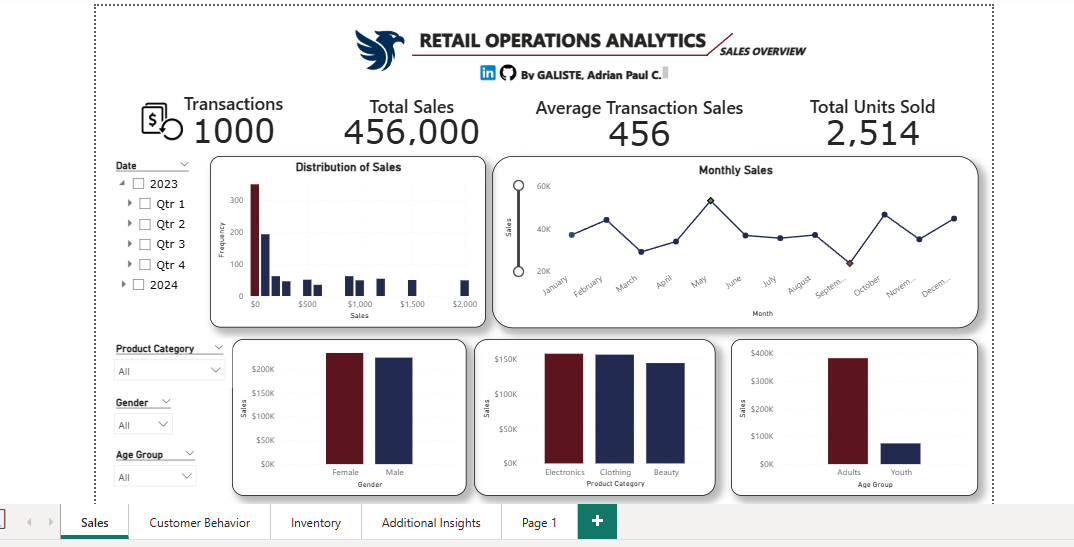 RETAIL OPERATIONS ANALYTICS
SALES OVERVIEW
in
By GALISTE, Adrian Paul C.
Transactions
1000
Total Sales
456,000
Average Transaction Sales
456
Total Units Sold
2,514
$
Date
2023
Qtr 1
Qtr 2
Qtr 3
Qtr 4
2024
Distribution of Sales
Frequency
300
200
100
0
$0
$500
$1,000
$1,500
$2,000
Sales
Monthly Sales
Sales
60K
40K
20K
January
February
March
April
May
June
July
August
Septem...
October
Novem...
Decem...
Month
Product Category
All
Gender
All
Age Group
All
Sales
$200K
$150K
$100K
$50K
$0K
Female
Male
Gender
Sales
$150K
$100K
$50K
$0K
Electronics
Clothing
Beauty
Product Category
Sales
$400K
$300K
$200K
$100K
$0K
Adults
Youth
Age Group
Sales
Customer Behavior
Inventory
Additional Insights
Page 1
+